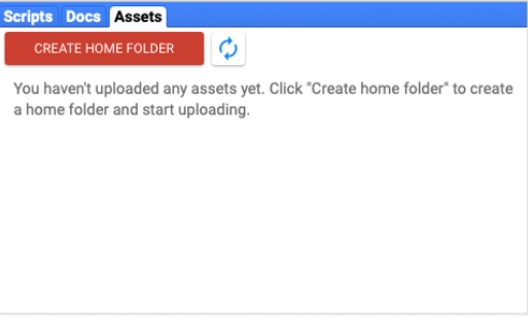 Scripts Docs Assets
CREATE HOME FOLDER
You haven't uploaded any assets yet. Click "Create home folder" to create
a home folder and start uploading.